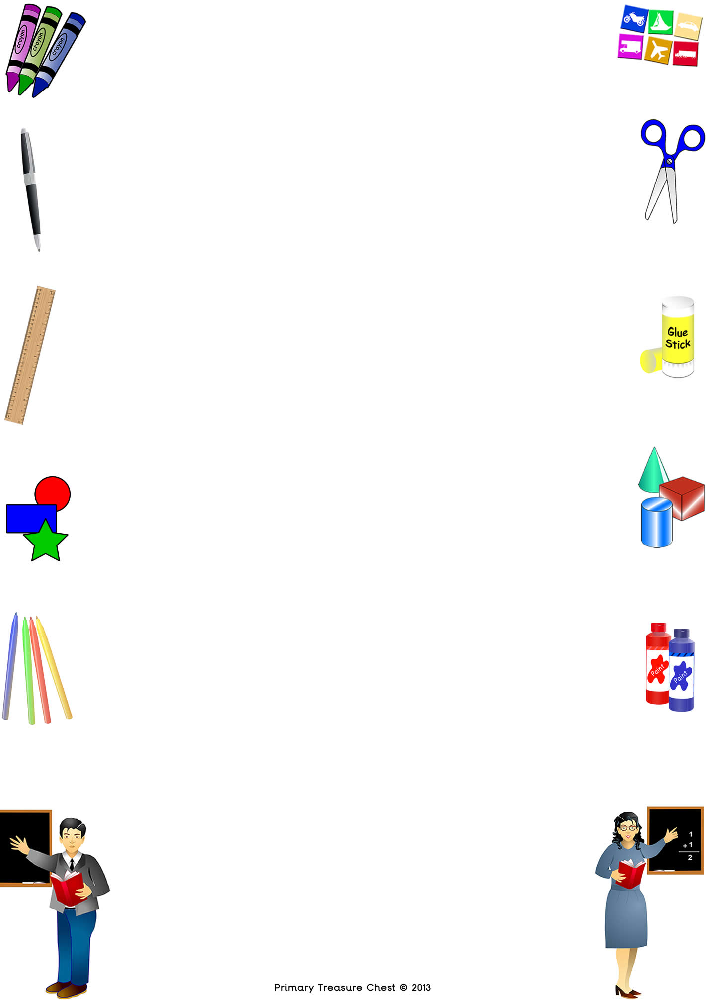 crayon
crayon
crayon
Glue
Stick
Paint
Paint
1
+ 1
2
Primary Treasure Chest © 2013